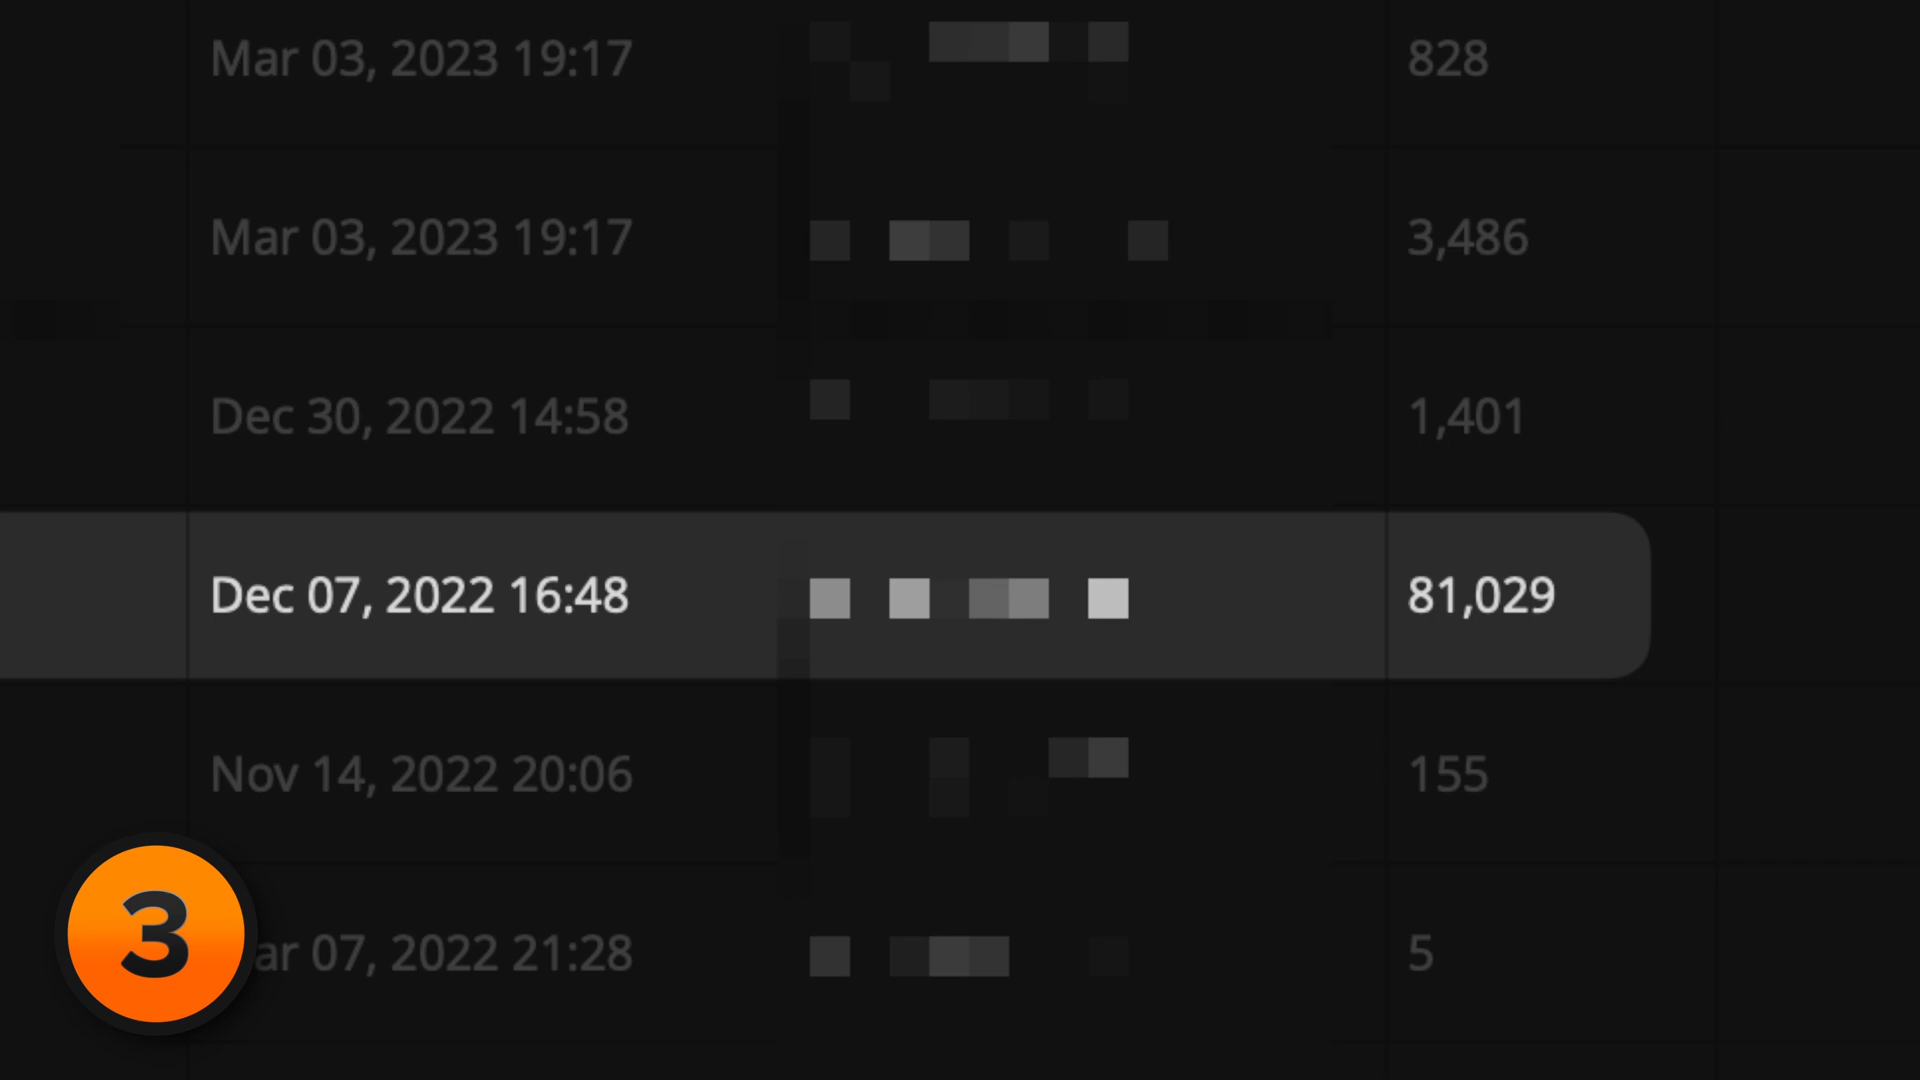 Mar 03, 2023 19:17 828
Mar 03, 2023 19:17 3,486
Dec 30, 2022 14:58 1,401
Dec 07, 2022 16:48 81,029
Nov 14, 2022 20:06 155
ar 07, 2022 21:28 5
3